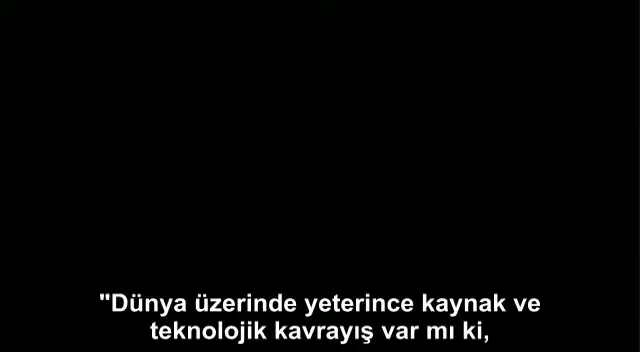 "Dünya üzerinde yeterince kaynak ve
teknolojik kavrayış var mı ki,